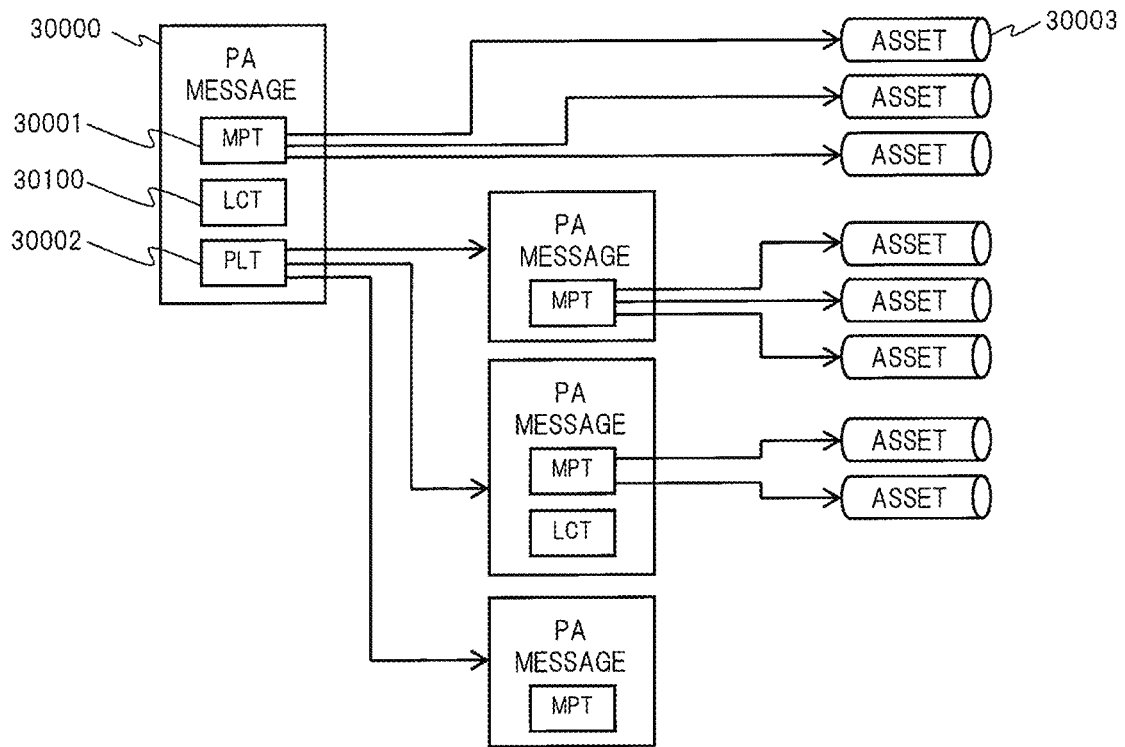 30000
PA
MESSAGE
30001
MPT
30100
LCT
30002
PLT
ASSET
30003
ASSET
ASSET
PA
MESSAGE
MPT
ASSET
ASSET
ASSET
PA
MESSAGE
MPT
LCT
ASSET
ASSET
PA
MESSAGE
MPT